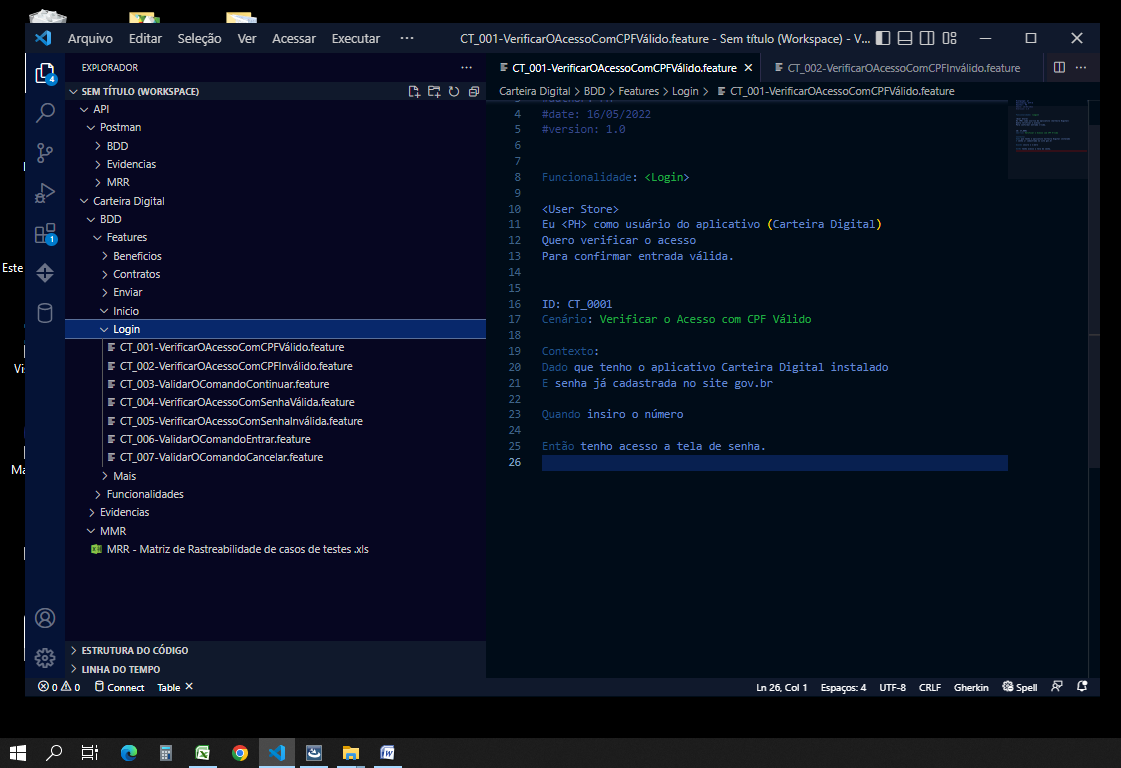 Arquivo Editar Seleção Ver Acessar Executar ··· CT_001-VerificarOAcessoComCPFVálido.feature - Sem título (Workspace) - V...
EXPLORADOR ···
SEM TÍTULO (WORKSPACE)
API
Postman
BDD
Evidencias
MRR
Carteira Digital
BDD
Features
Beneficios
Contratos
Enviar
Inicio
Login
CT_001-VerificarOAcessoComCPFVálido.feature
CT_002-VerificarOAcessoComCPFInválido.feature
CT_003-ValidarOComandoContinuar.feature
CT_004-VerificarOAcessoComSenhaVálida.feature
CT_005-VerificarOAcessoComSenhaInválida.feature
CT_006-ValidarOComandoEntrar.feature
CT_007-ValidarOComandoCancelar.feature
Mais
Funcionalidades
Evidencias
MMR
MRR - Matriz de Rastreabilidade de casos de testes .xls
ESTRUTURA DO CÓDIGO
LINHA DO TEMPO
4
1
Este
Vis
Ma
CT_001-VerificarOAcessoComCPFVálido.feature CT_002-VerificarOAcessoComCPFInválido.feature ···
Carteira Digital > BDD > Features > Login > CT_001-VerificarOAcessoComCPFVálido.feature
4 #date: 16/05/2022
5 #version: 1.0
6
7
8 Funcionalidade: <Login>
9
10 <User Store>
11 Eu <PH> como usuário do aplicativo (Carteira Digital)
12 Quero verificar o acesso
13 Para confirmar entrada válida.
14
15
16 ID: CT_0001
17 Cenário: Verificar o Acesso com CPF Válido
18
19 Contexto:
20 Dado que tenho o aplicativo Carteira Digital instalado
21 E senha já cadastrada no site gov.br
22
23 Quando insiro o número
24
25 Então tenho acesso a tela de senha.
26
0 0 Connect Table Ln 26, Col 1 Espaços: 4 UTF-8 CRLF Gherkin Spell